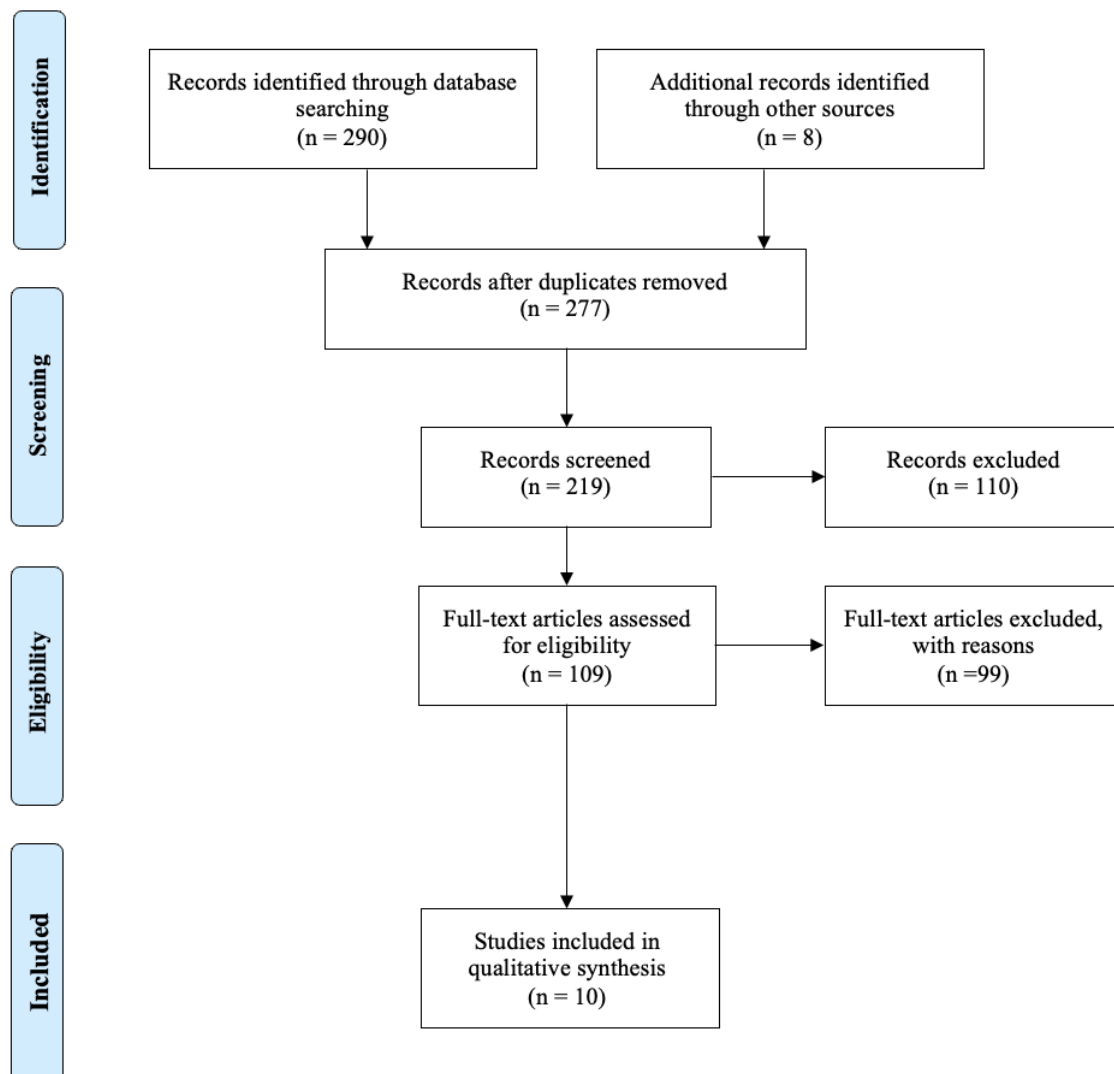 Identification
Records identified through database
searching
(n = 290)
Additional records identified
through other sources
(n = 8)
Records after duplicates removed
(n = 277)
Screening
Records screened
(n = 219)
Records excluded
(n = 110)
Eligibility
Full-text articles assessed
for eligibility
(n = 109)
Full-text articles excluded,
with reasons
(n =99)
Included
Studies included in
qualitative synthesis
(n = 10)